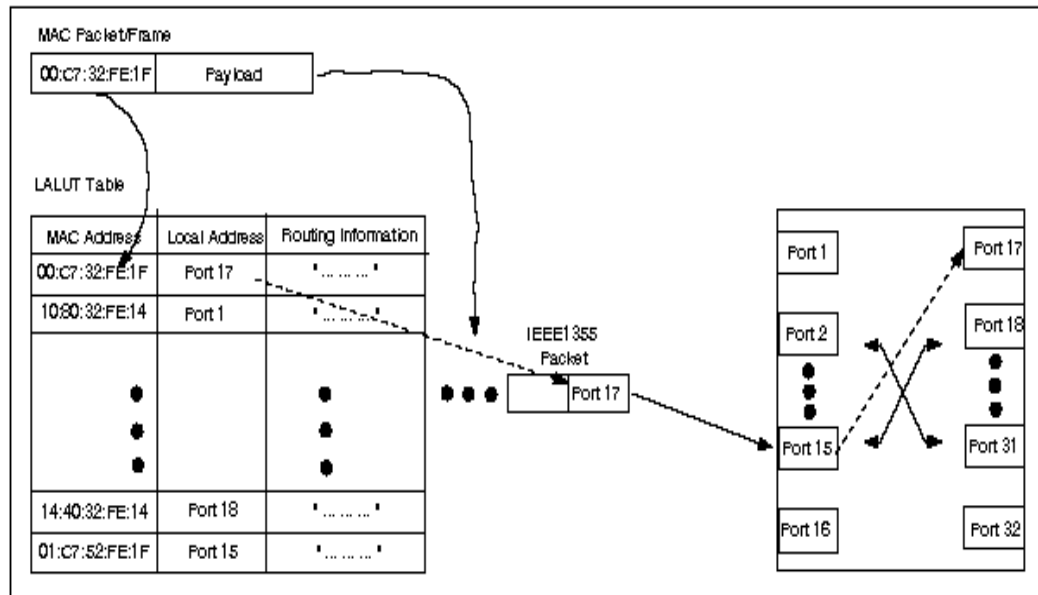 MAC Packet/Frame
00:C7:32:FE:1F Payload
LALUT Table
MAC Address Local Address Routing Information
00:C7:32:FE:1F Port 17 '... ... ...'
10:80:32:FE:14 Port 1 '... ... ...'
14:40:32:FE:14 Port 18 '... ... ...'
01:C7:52:FE:1F Port 15 '... ... ...'
IEEE1355
Packet
Port 17
Port 1 Port 17
Port 2 Port 18
Port 15 Port 31
Port 16 Port 32